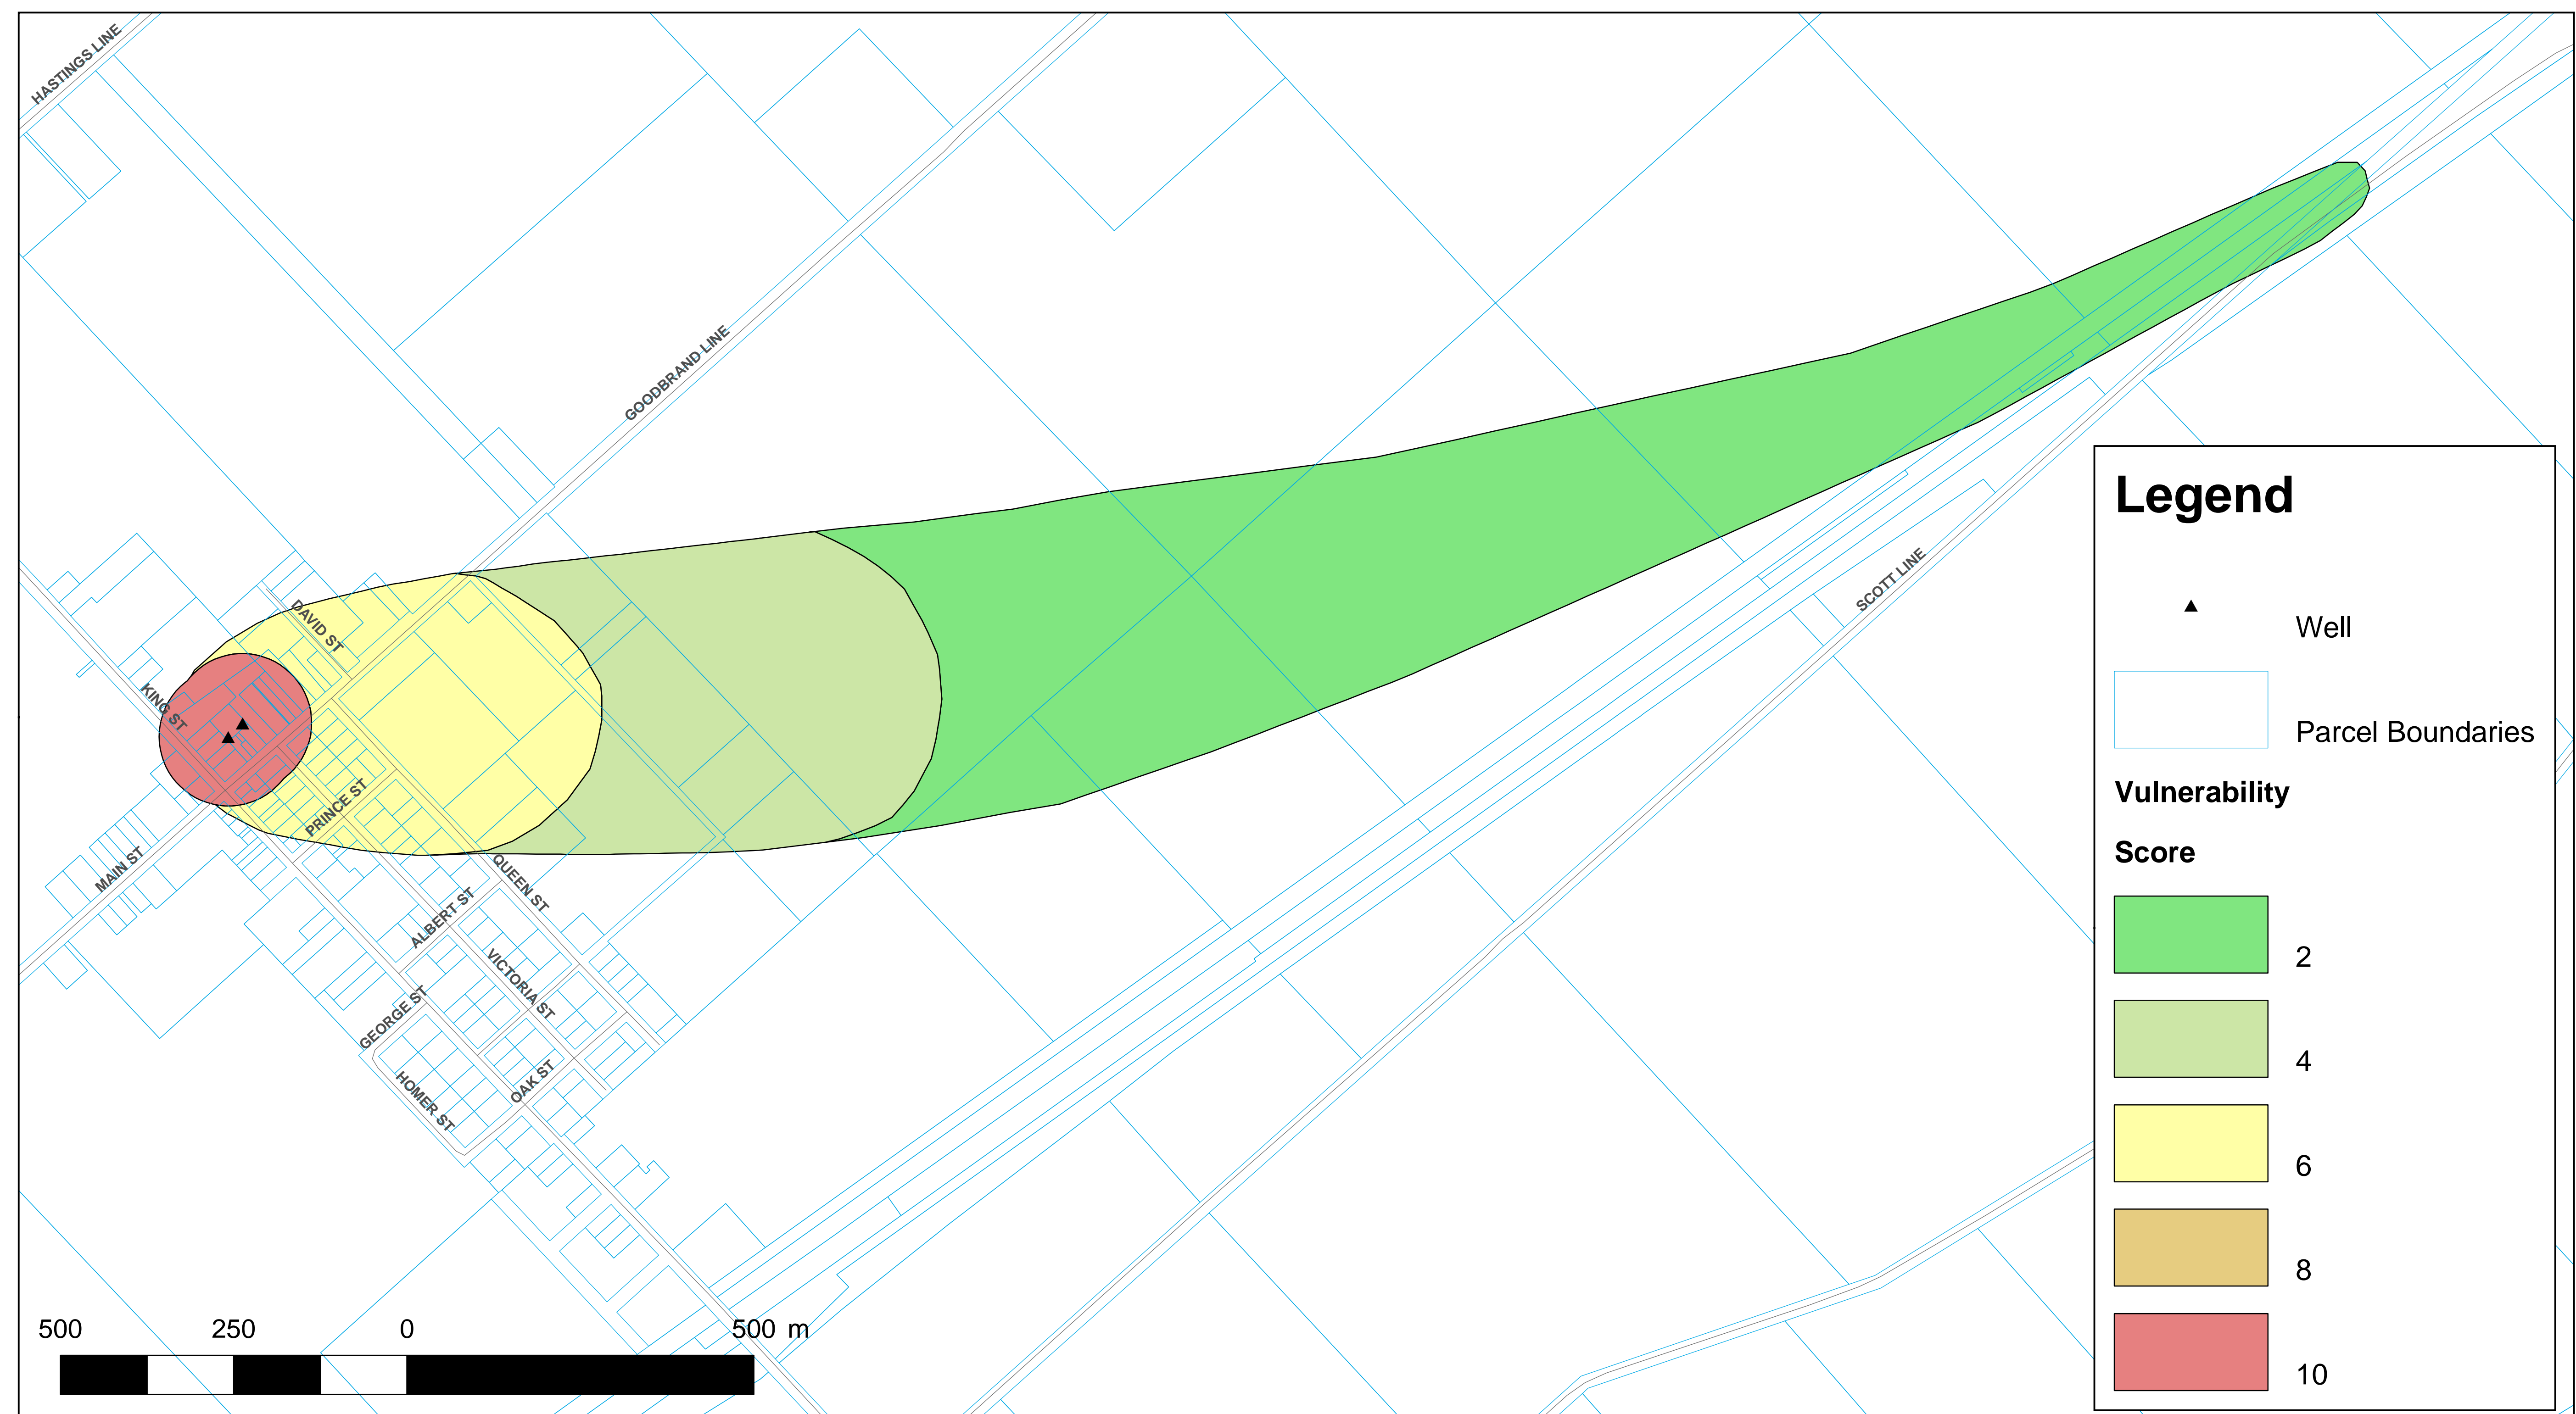 HASTINGS LINE
GOODBRAND LINE
DAVID ST
KING ST
PRINCE ST
MAIN ST
QUEEN ST
ALBERT ST
VICTORIA ST
GEORGE ST
HOMER ST
OAK ST
SCOTT LINE
500 250 0 500 m
Legend
Well
Parcel Boundaries
Vulnerability
Score
2
4
6
8
10